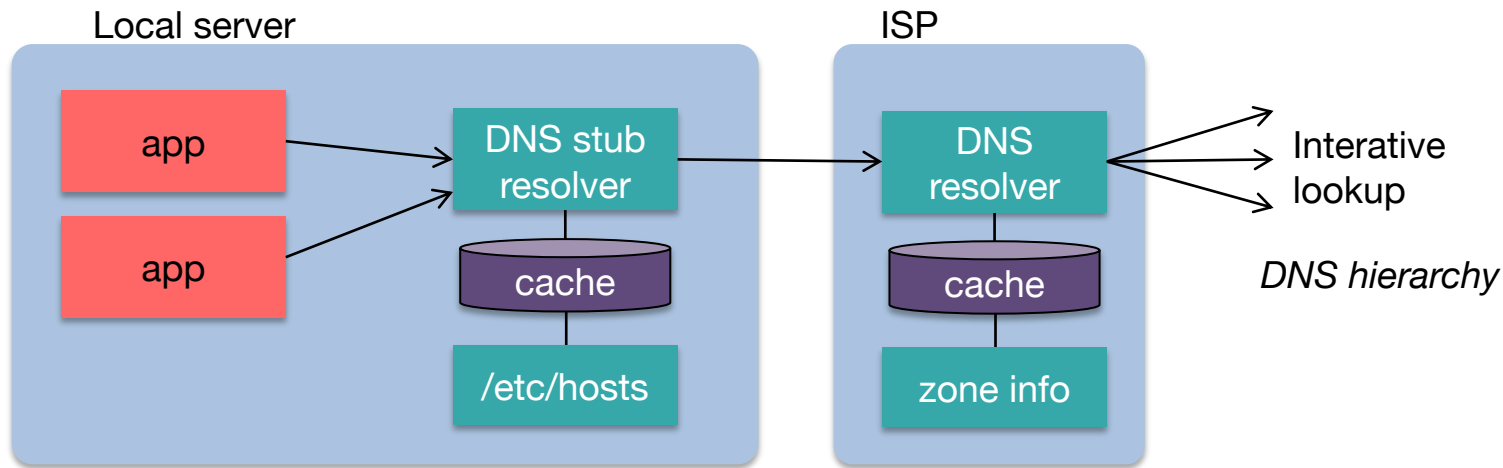 Local server
app
app
DNS stub
resolver
cache
/etc/hosts
ISP
DNS
resolver
cache
zone info
Interative
lookup
DNS hierarchy